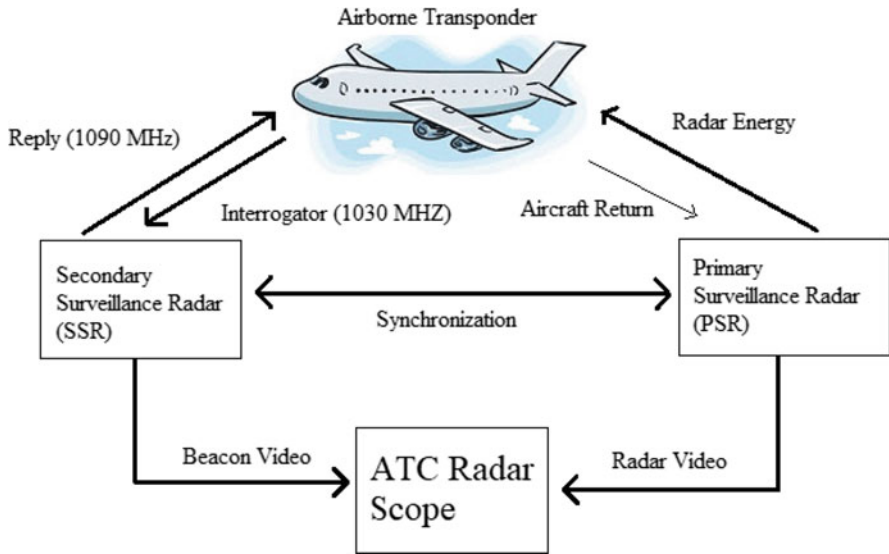 Airborne Transponder
Reply (1090 MHz)
Radar Energy
Interrogator (1030 MHZ)
Aircraft Return
Secondary
Surveillance Radar
(SSR)
Synchronization
Primary
Surveillance Radar
(PSR)
Beacon Video
ATC Radar
Scope
Radar Video